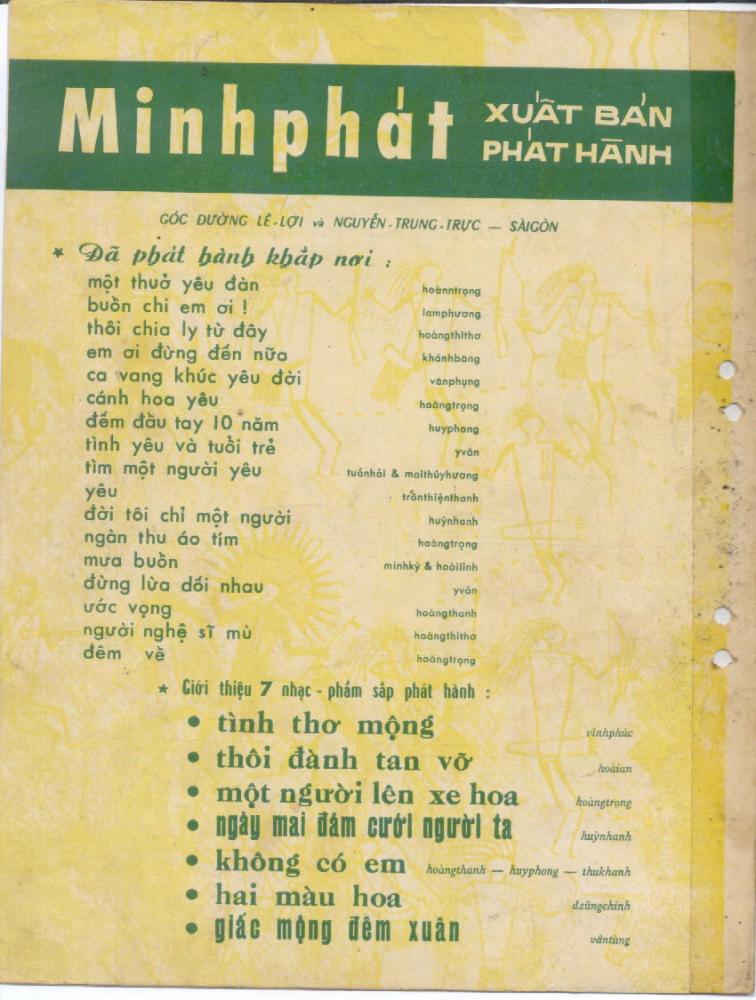 Minhphát
XUẤT BẢN
PHÁT HÀNH
GÓC ĐƯỜNG LÊ-LỢI và NGUYỄN-TRUNG-TRỰC — SÀIGÒN
★ Đã phát hành khắp nơi :
một thuở yêu đàn hoànntrọng
buồn chi em ơi ! lamphương
thôi chia ly từ đây hoàngthithơ
em ơi đừng đến nữa khánhbăng
ca vang khúc yêu đời vănphụng
cánh hoa yêu hoàngtrọng
đếm đầu tay 10 năm huyphong
tình yêu và tuổi trẻ yvân
tìm một người yêu tuấnhải & maithủyhương
yêu trầnthiệnthanh
đời tôi chỉ một người huỳnhanh
ngàn thu áo tím hoàngtrọng
mưa buồn minhkỳ & hoàilinh
đừng lừa dối nhau yvân
ước vọng hoàngthanh
người nghệ sĩ mù hoàngthithơ
đêm về hoàngtrọng
★ Giới thiệu 7 nhạc - phẩm sắp phát hành :
• tình thơ mộng vĩnhphúc
• thôi đành tan vỡ hoàian
• một người lên xe hoa hoàngtrọng
• ngày mai đám cưới người ta huỳnhanh
• không có em hoàngthanh — huyphong — thukhanh
• hai màu hoa dzũngchính
• giấc mộng đêm xuân vântùng